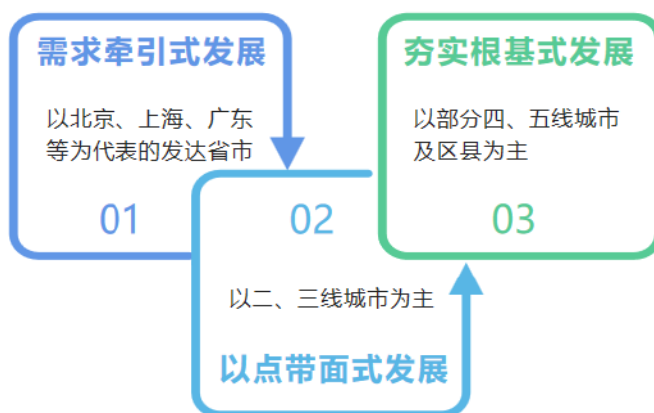 需求牵引式发展
以北京、上海、广东
等为代表的发达省市
01
02
以二、三线城市为主
以点带面式发展
夯实根基式发展
以部分四、五线城市
及区县为主
03